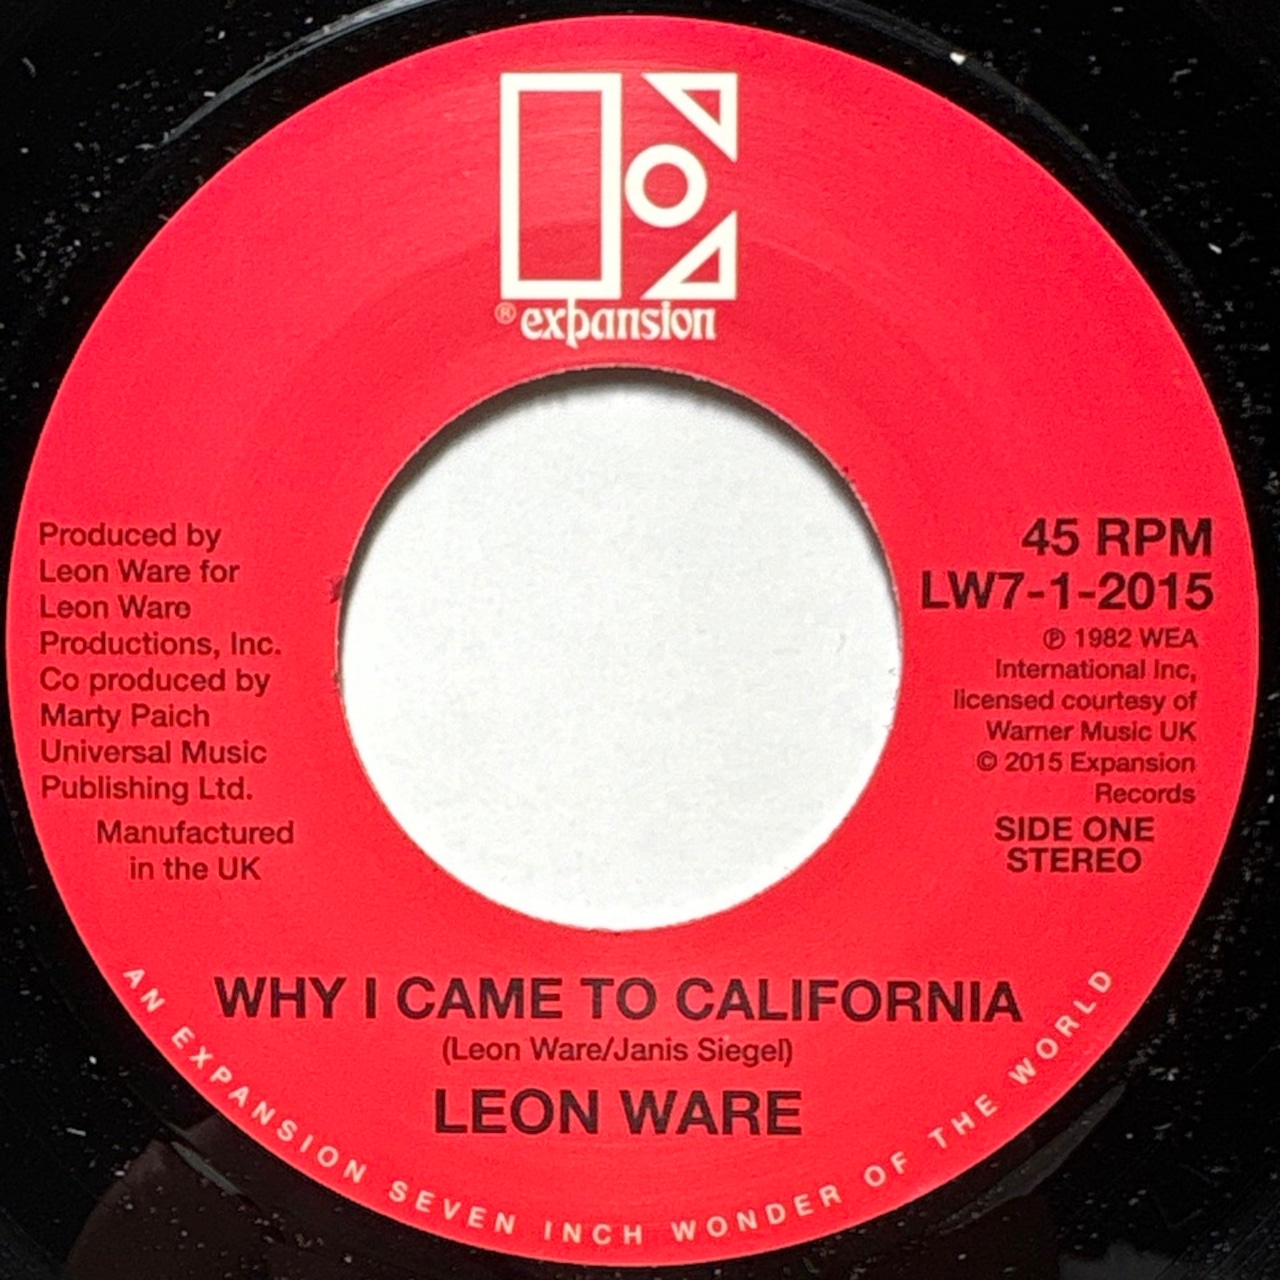 ® expansion
Produced by
Leon Ware for
Leon Ware
Productions, Inc.
Co produced by
Marty Paich
Universal Music
Publishing Ltd.
Manufactured
in the UK
45 RPM
LW7-1-2015
℗ 1982 WEA
International Inc,
licensed courtesy of
Warner Music UK
© 2015 Expansion
Records
SIDE ONE
STEREO
WHY I CAME TO CALIFORNIA
(Leon Ware/Janis Siegel)
LEON WARE
AN EXPANSION SEVEN INCH WONDER OF THE WORLD